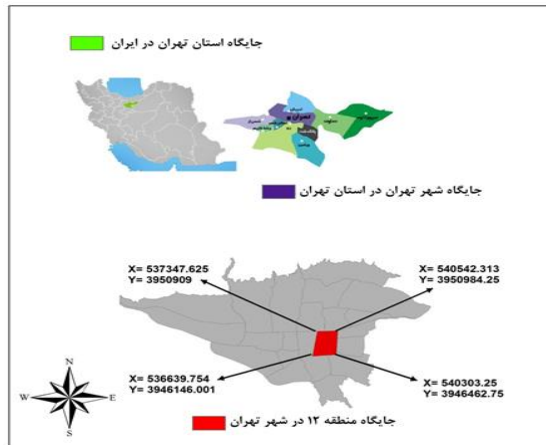 جایگاه استان تهران در ایران
تهران
جایگاه شهر تهران در استان تهران
X= 537347.625
Y= 3950909
X= 540542.313
Y= 3950984.25
X= 536639.754
Y= 3946146.001
X= 540303.25
Y= 3946462.75
N
W
E
S
جایگاه منطقه ۱۲ در شهر تهران